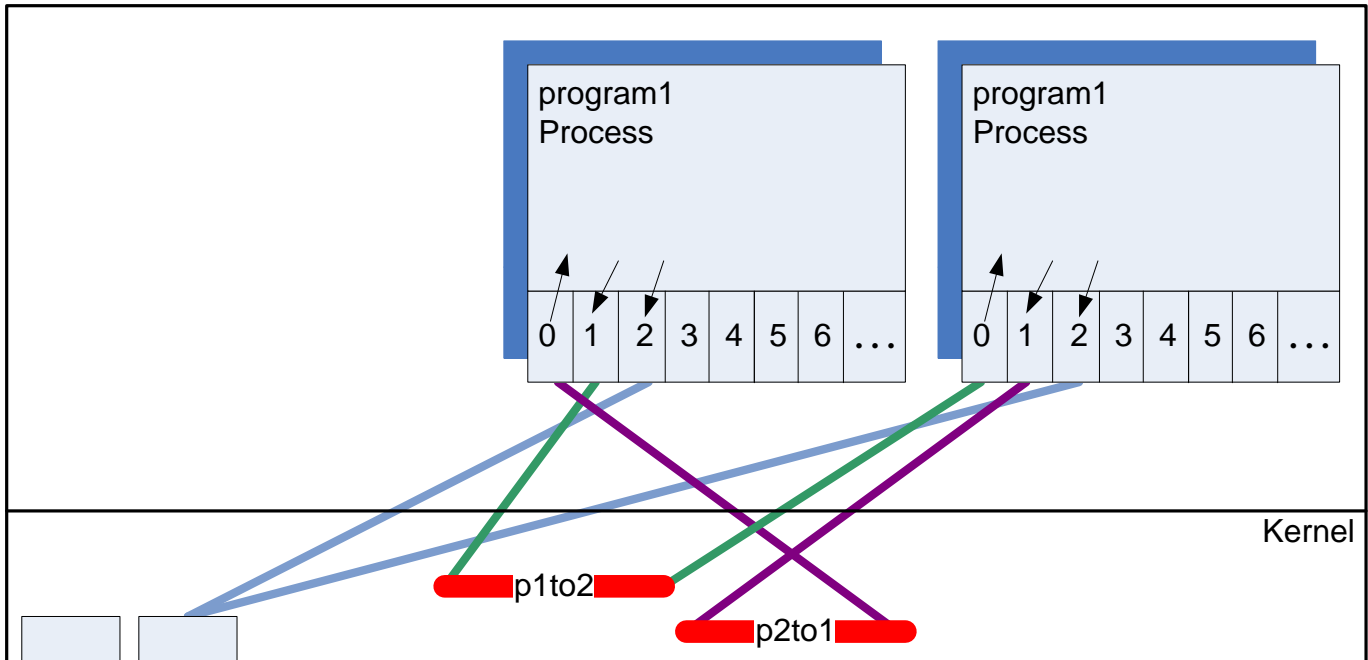 program1
Process
program1
Process
0 1 2 3 4 5 6 ...
0 1 2 3 4 5 6 ...
Kernel
p1to2
p2to1